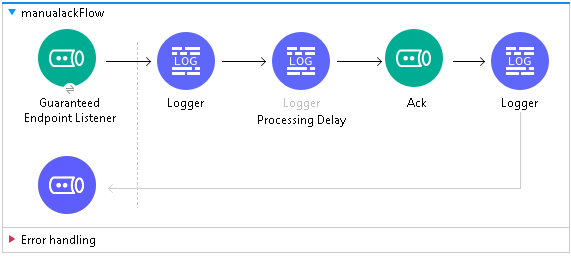 manualackFlow
LOG
LOG
LOG
Guaranteed
Endpoint Listener
Logger
Logger
Processing Delay
Ack
Logger
Error handling